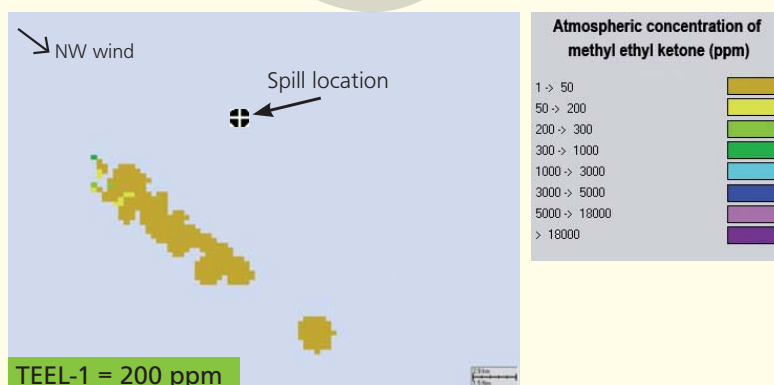 NW wind
Spill location
TEEL-1 = 200 ppm
Atmospheric concentration of
methyl ethyl ketone (ppm)
1 -> 50
50 -> 200
200 -> 300
300 -> 1000
1000 -> 3000
3000 -> 5000
5000 -> 18000
> 18000